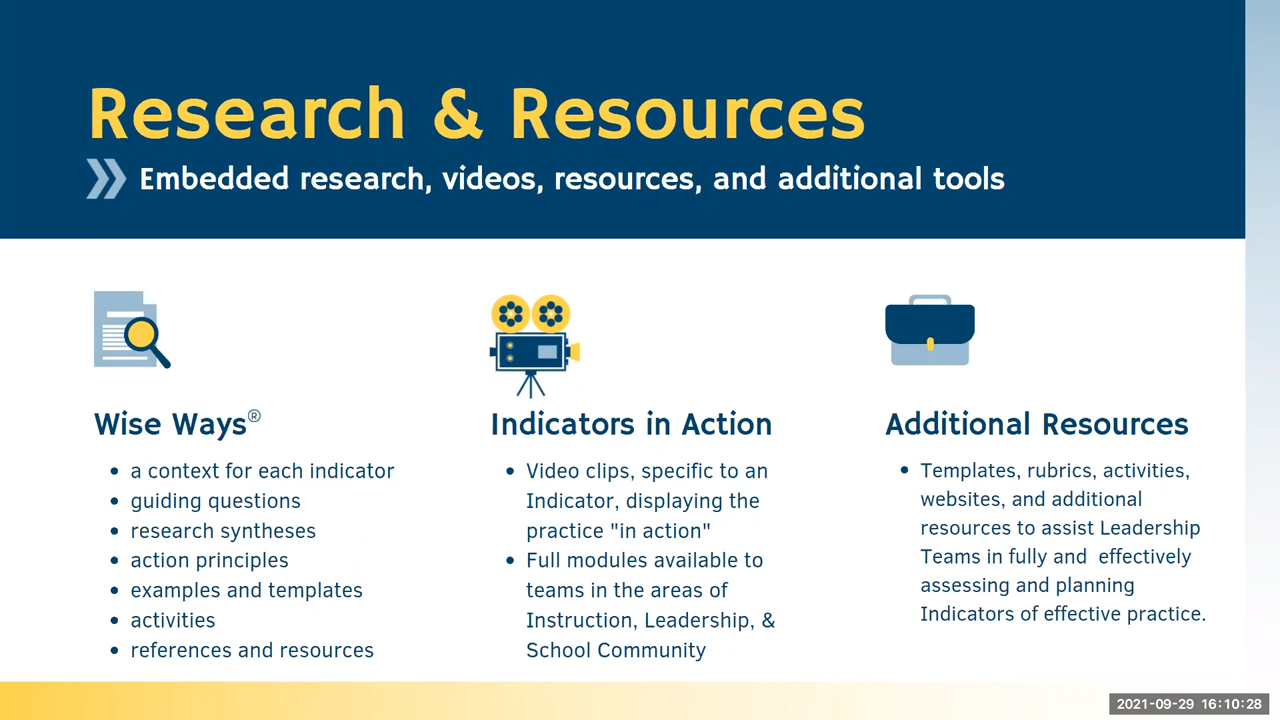 Research & Resources
Embedded research, videos, resources, and additional tools
Wise Ways®
• a context for each indicator
• guiding questions
• research syntheses
• action principles
• examples and templates
• activities
• references and resources
Indicators in Action
• Video clips, specific to an
Indicator, displaying the
practice "in action"
• Full modules available to
teams in the areas of
Instruction, Leadership, &
School Community
Additional Resources
• Templates, rubrics, activities,
websites, and additional
resources to assist Leadership
Teams in fully and  effectively
assessing and planning
Indicators of effective practice.
2021-09-29 16:10:28